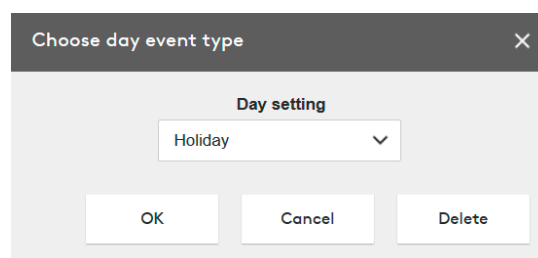 Choose day event type
Day setting
Holiday
OK Cancel Delete